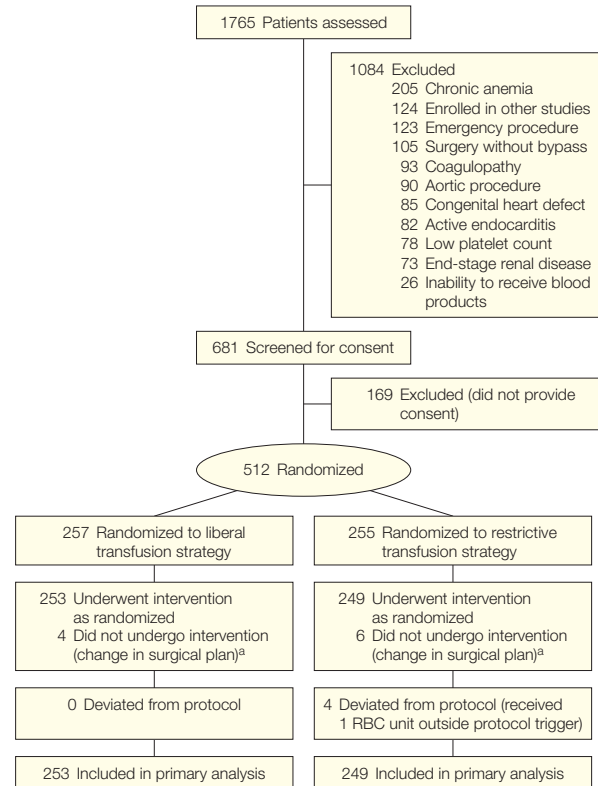 1765 Patients assessed
1084 Excluded
205 Chronic anemia
124 Enrolled in other studies
123 Emergency procedure
105 Surgery without bypass
93 Coagulopathy
90 Aortic procedure
85 Congenital heart defect
82 Active endocarditis
78 Low platelet count
73 End-stage renal disease
26 Inability to receive blood
products
681 Screened for consent
169 Excluded (did not provide
consent)
512 Randomized
257 Randomized to liberal
transfusion strategy
253 Underwent intervention
as randomized
4 Did not undergo intervention
(change in surgical plan)a
0 Deviated from protocol
253 Included in primary analysis
255 Randomized to restrictive
transfusion strategy
249 Underwent intervention
as randomized
6 Did not undergo intervention
(change in surgical plan)a
4 Deviated from protocol (received
1 RBC unit outside protocol trigger)
249 Included in primary analysis